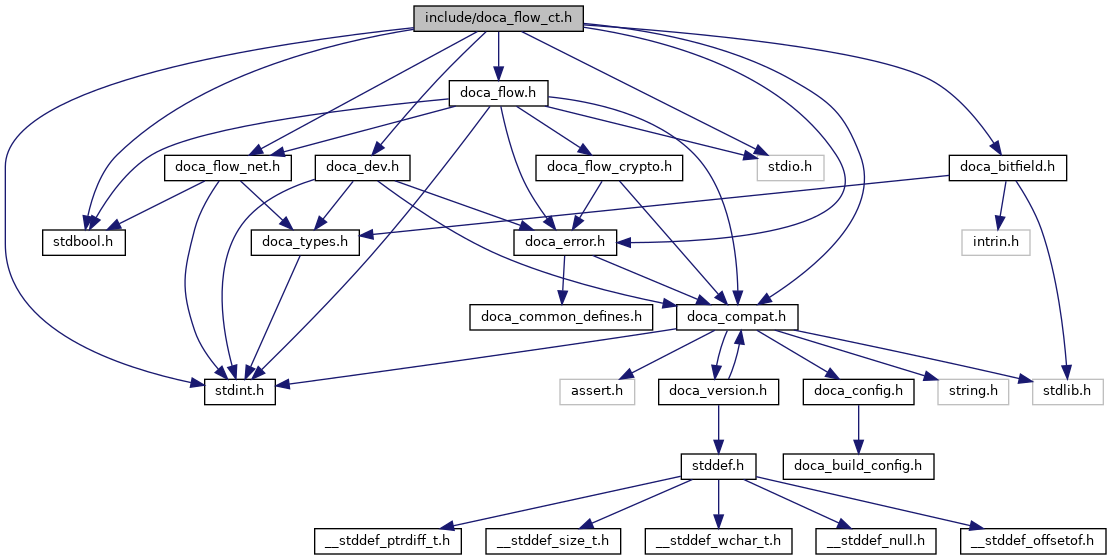 include/doca_flow_ct.h
doca_flow.h
doca_flow_net.h
doca_dev.h
doca_flow_crypto.h
stdio.h
doca_bitfield.h
stdbool.h
doca_types.h
doca_error.h
intrin.h
doca_common_defines.h
doca_compat.h
stdint.h
assert.h
doca_version.h
doca_config.h
string.h
stdlib.h
stddef.h
doca_build_config.h
__stddef_ptrdiff_t.h
__stddef_size_t.h
__stddef_wchar_t.h
__stddef_null.h
__stddef_offsetof.h